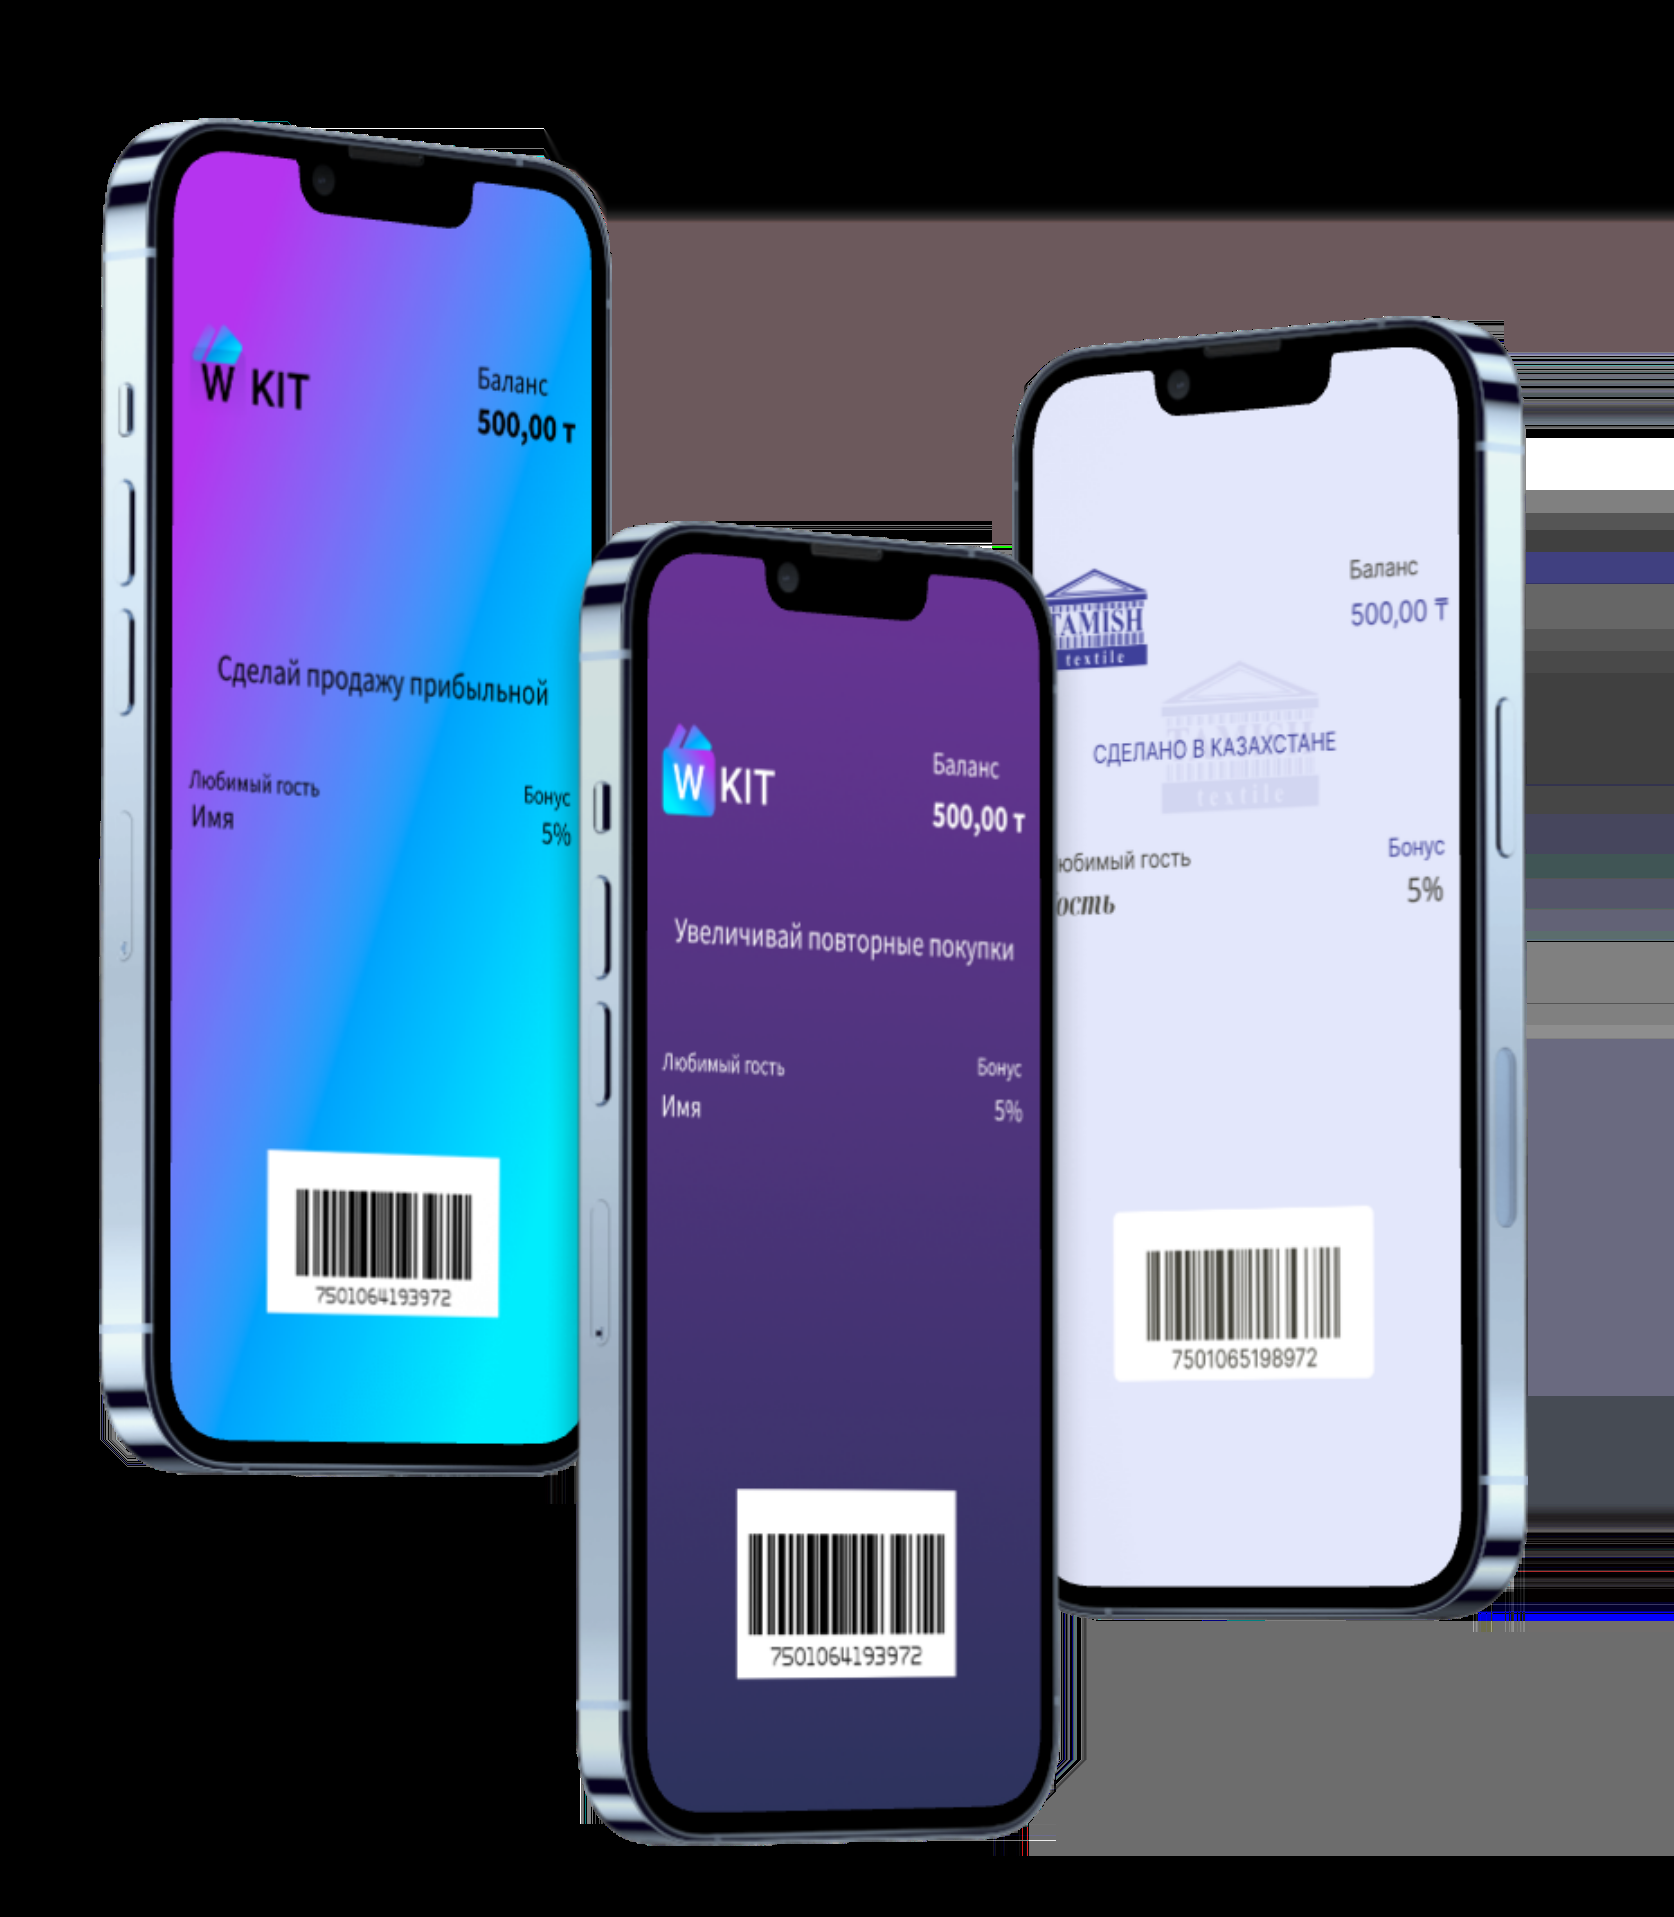 W KIT
Баланс
500,00 т
Сделай продажу прибыльной
Любимый гость
Бонус
Имя
5%
7501064193972
W KIT
Баланс
500,00 т
Увеличивай повторные покупки
Любимый гость
Бонус
Имя
5%
7501064193972
TAMISH
textile
Баланс
500,00 ₸
TAMISH
textile
СДЕЛАНО В КАЗАХСТАНЕ
юбимый гость
Бонус
ость
5%
7501065198972